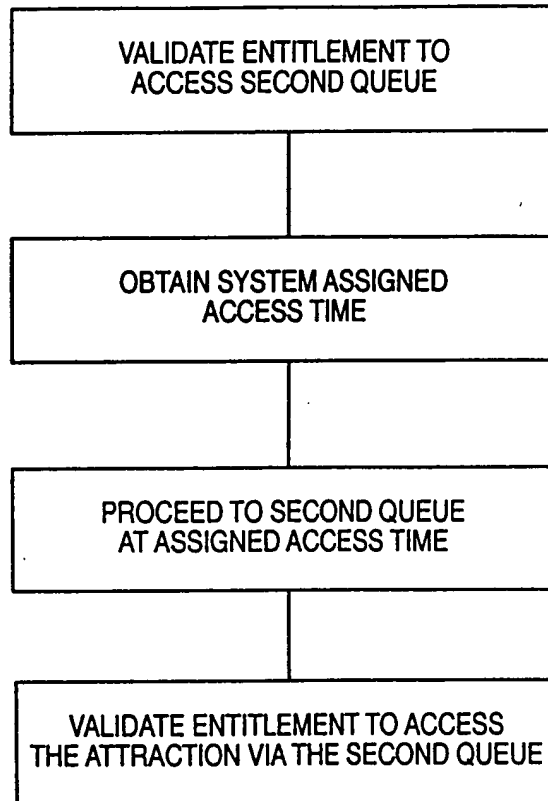 VALIDATE ENTITLEMENT TO
ACCESS SECOND QUEUE
OBTAIN SYSTEM ASSIGNED
ACCESS TIME
PROCEED TO SECOND QUEUE
AT ASSIGNED ACCESS TIME
VALIDATE ENTITLEMENT TO ACCESS
THE ATTRACTION VIA THE SECOND QUEUE